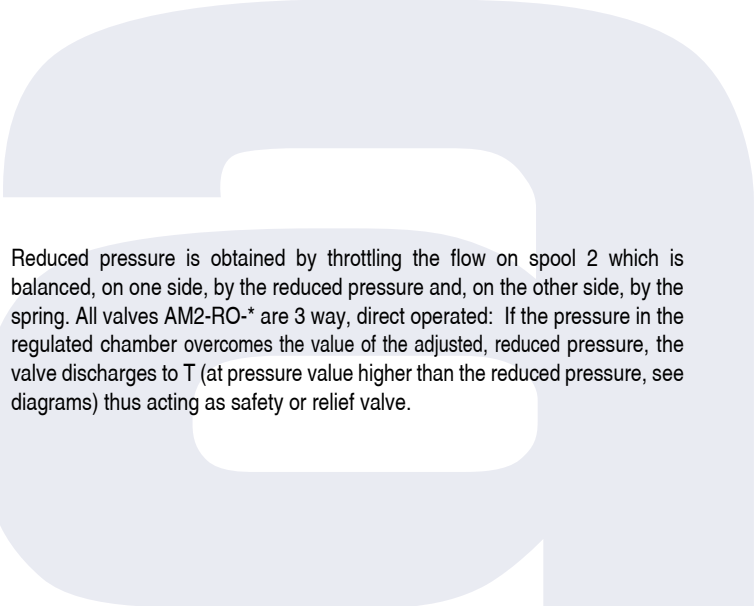 Reduced pressure is obtained by throttling the flow on spool 2 which is
balanced, on one side, by the reduced pressure and, on the other side, by the
spring. All valves AM2-RO-* are 3 way, direct operated: If the pressure in the
regulated chamber overcomes the value of the adjusted, reduced pressure, the
valve discharges to T (at pressure value higher than the reduced pressure, see
diagrams) thus acting as safety or relief valve.